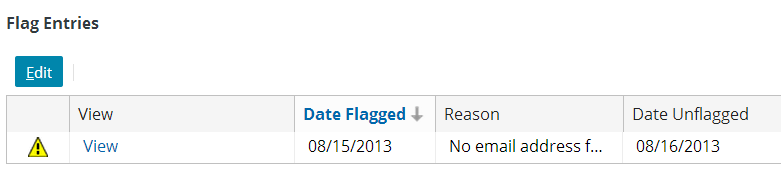 Flag Entries
Edit
View Date Flagged Reason Date Unflagged
View 08/15/2013 No email address f... 08/16/2013